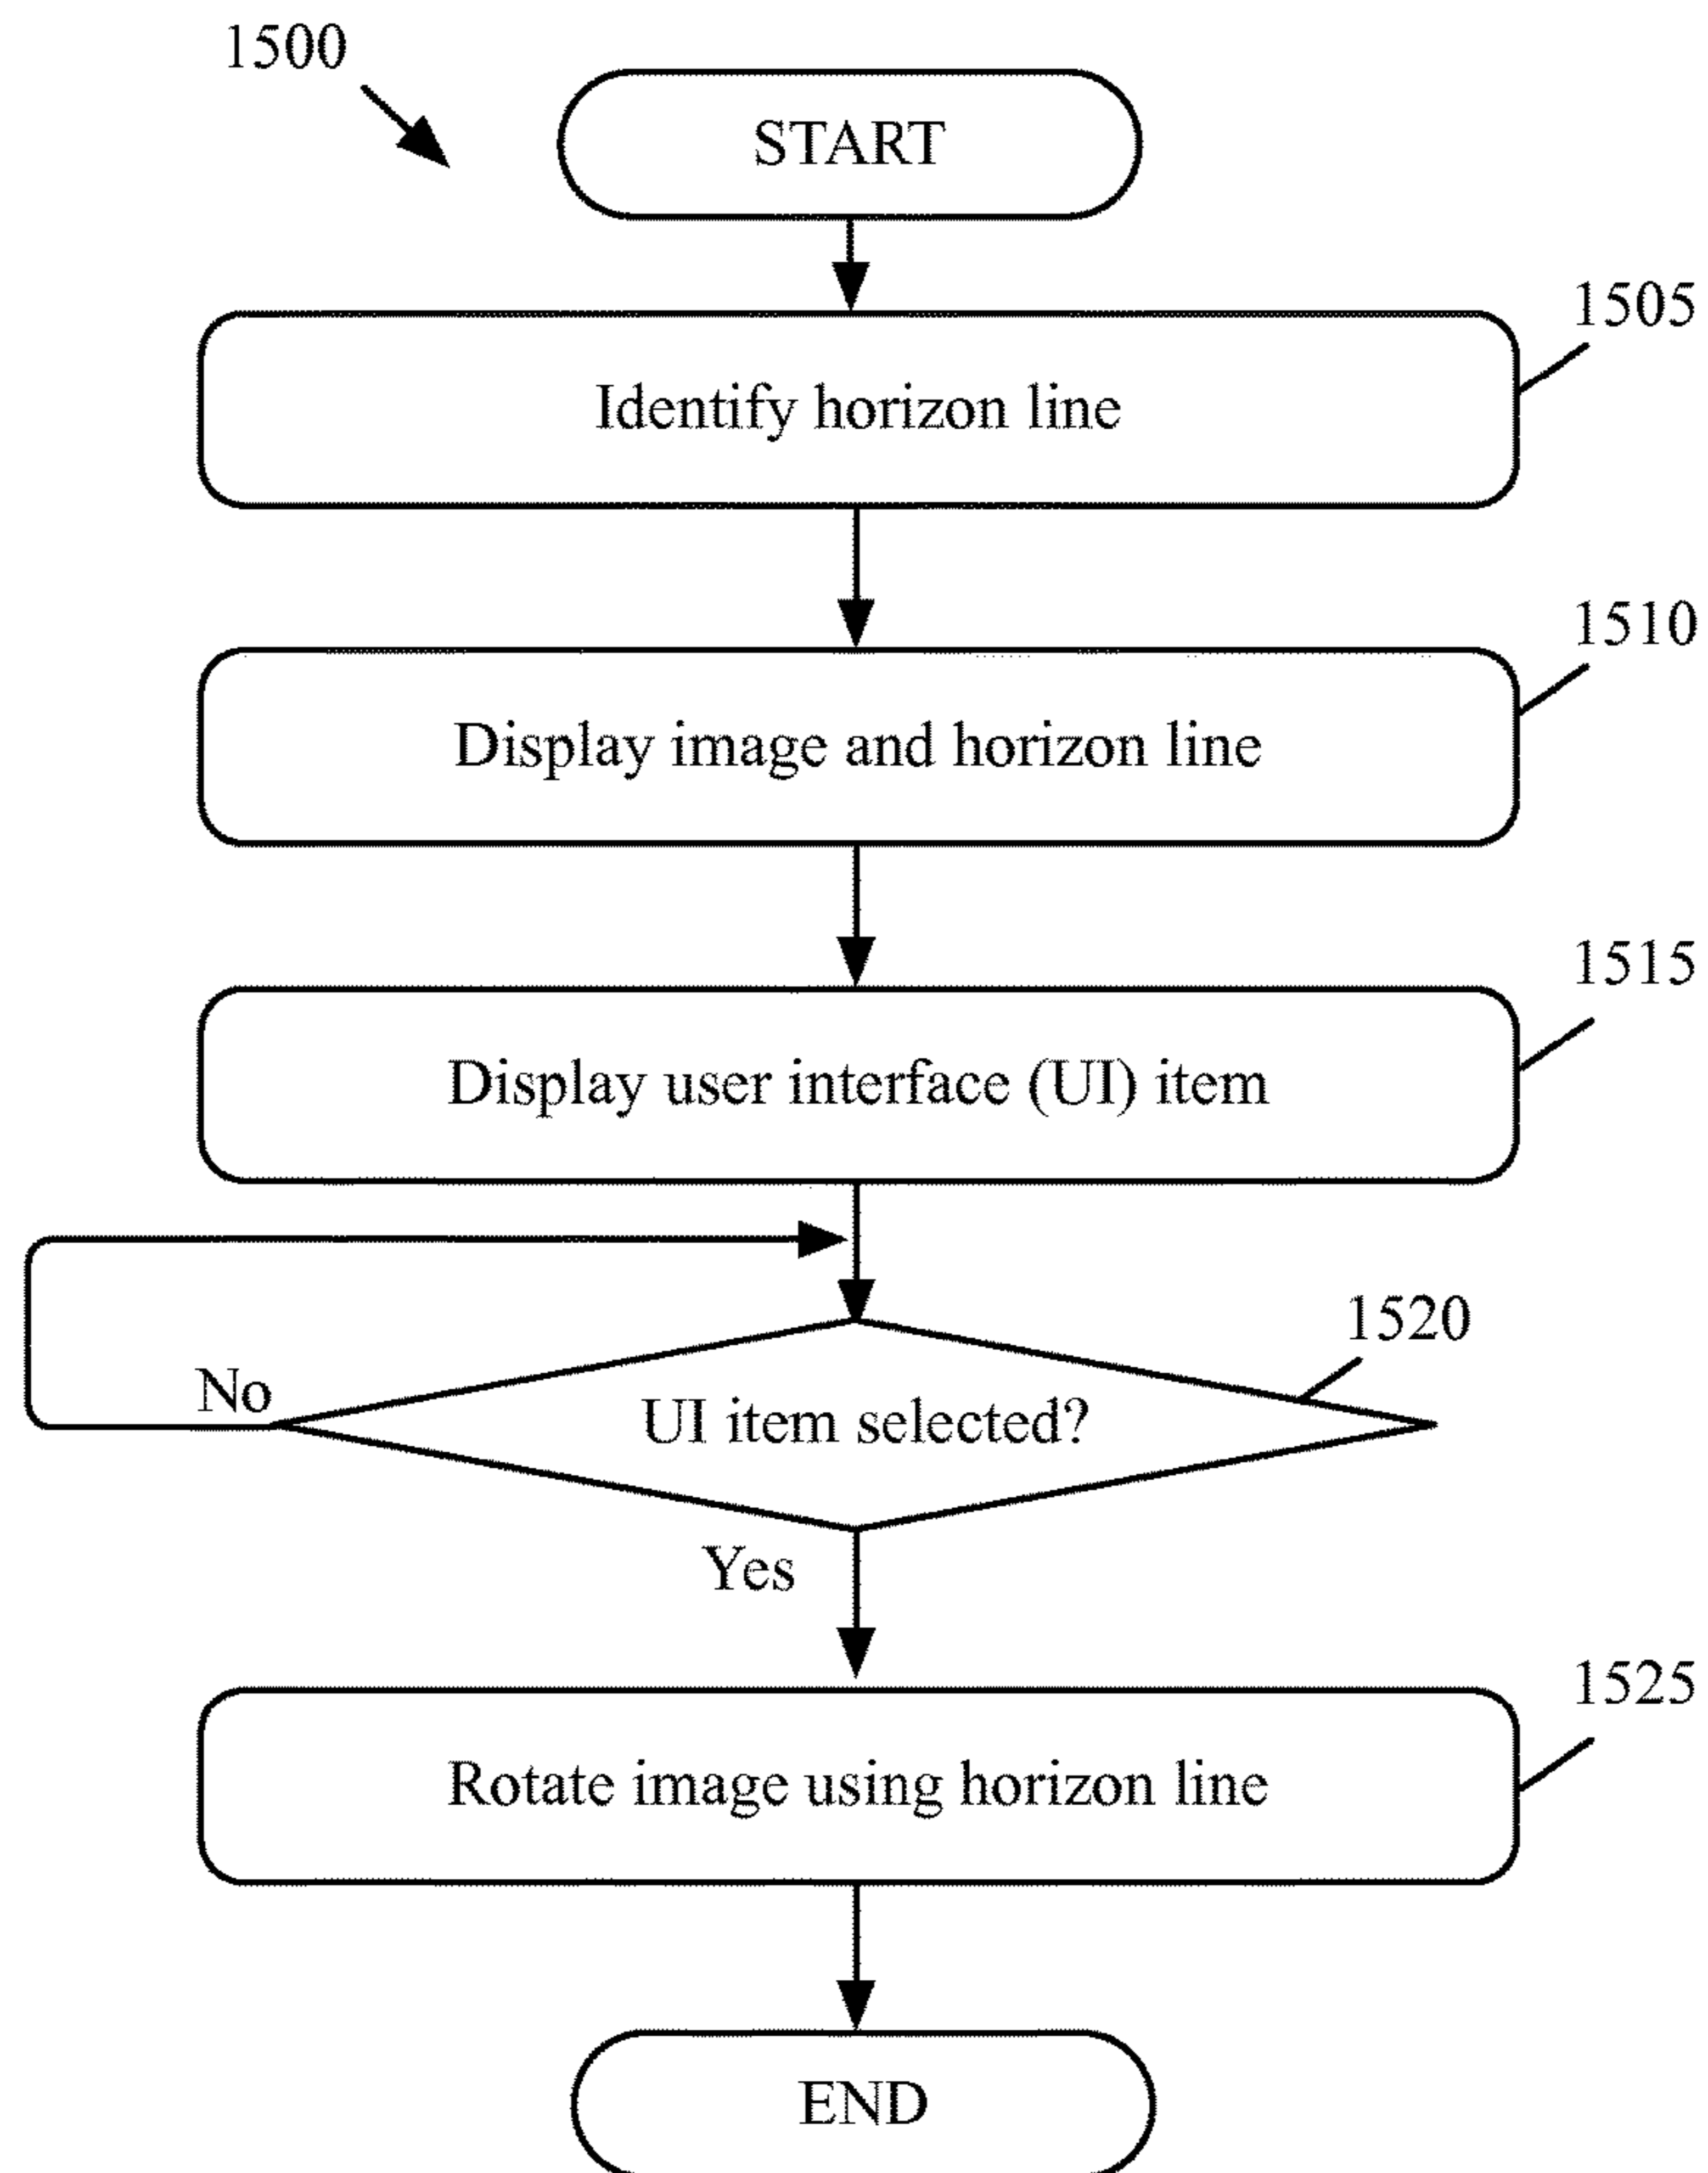 1500
START
1505
Identify horizon line
1510
Display image and horizon line
1515
Display user interface (UI) item
1520
No
UI item selected?
Yes
1525
Rotate image using horizon line
END